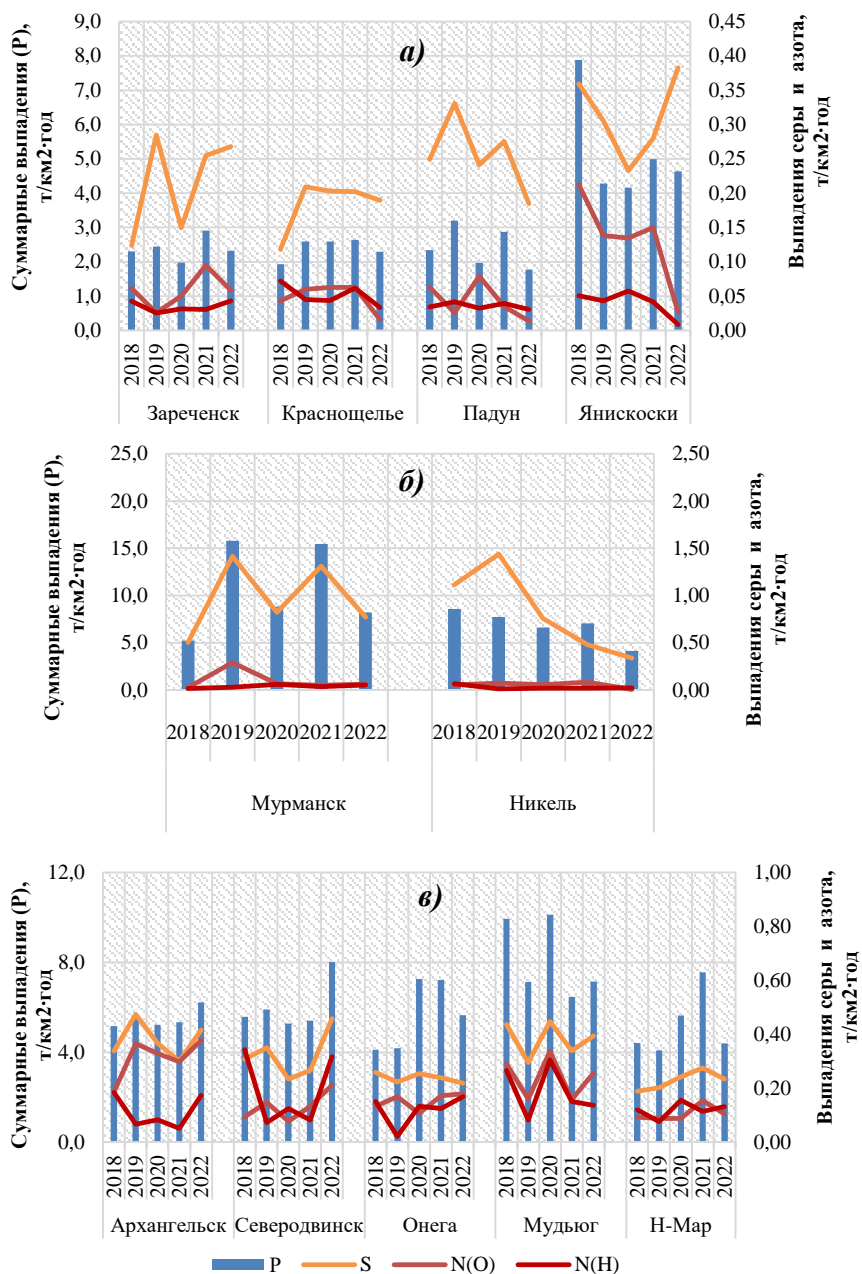 Суммарные выпадения (Р),
т/км2·год
9,0
8,0
7,0
6,0
5,0
4,0
3,0
2,0
1,0
0,0
а)
0,45
0,40
0,35
0,30
0,25
0,20
0,15
0,10
0,05
0,00
Выпадения серы и азота,
т/км2·год
2018 2019 2020 2021 2022 2018 2019 2020 2021 2022 2018 2019 2020 2021 2022 2018 2019 2020 2021 2022
Зареченск Краснощелье Падун Янискоски
Суммарные выпадения (Р),
т/км2·год
25,0
20,0
15,0
10,0
5,0
0,0
б)
2,50
2,00
1,50
1,00
0,50
0,00
Выпадения серы и азота,
т/км2·год
2018 2019 2020 2021 2022 2018 2019 2020 2021 2022
Мурманск Никель
Суммарные выпадения (Р),
т/км2·год
12,0
8,0
4,0
0,0
в)
1,00
0,80
0,60
0,40
0,20
0,00
Выпадения серы и азота,
т/км2·год
2018 2019 2020 2021 2022 2018 2019 2020 2021 2022 2018 2019 2020 2021 2022 2018 2019 2020 2021 2022 2018 2019 2020 2021 2022
Архангельск Северодвинск Онега Мудьюг Н-Мар
P S N(O) N(H)